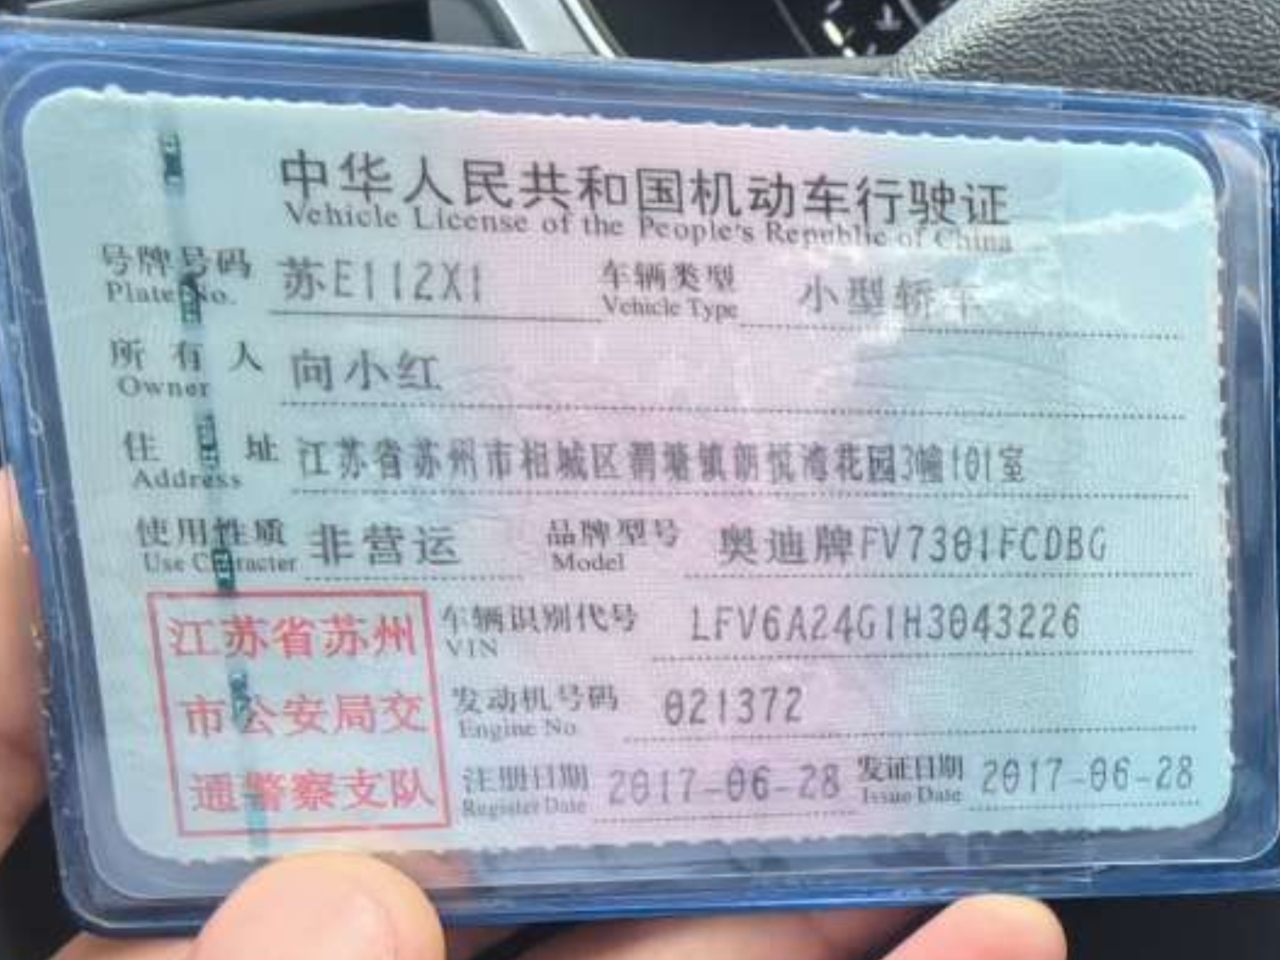 中华人民共和国机动车行驶证
Vehicle License of the People's Republic of China
号牌号码 苏E112X1 车辆类型 小型轿车
Plate No. Vehicle Type
所有人 向小红
Owner
住址 江苏省苏州市相城区渭塘镇朗悦湾花园3幢101室
Address
使用性质 非营运 品牌型号 奥迪牌FV7301FCDBG
Use Character Model
江苏省苏州
市公安局交
通警察支队
车辆识别代号 LFV6A24G1H3043226
VIN
发动机号码 021372
Engine No
注册日期 2017-06-28 发证日期 2017-06-28
Register Date Issue Date